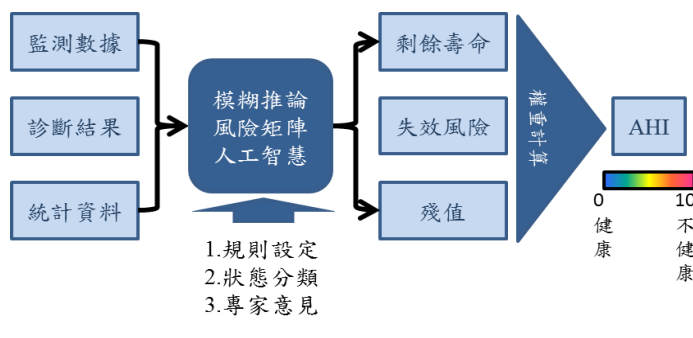 監測數據
診斷結果
統計資料
模糊推論
風險矩陣
人工智慧
1.規則設定
2.狀態分類
3.專家意見
剩餘壽命
失效風險
殘值
權重計算
AHI
0
10
健康
不健康